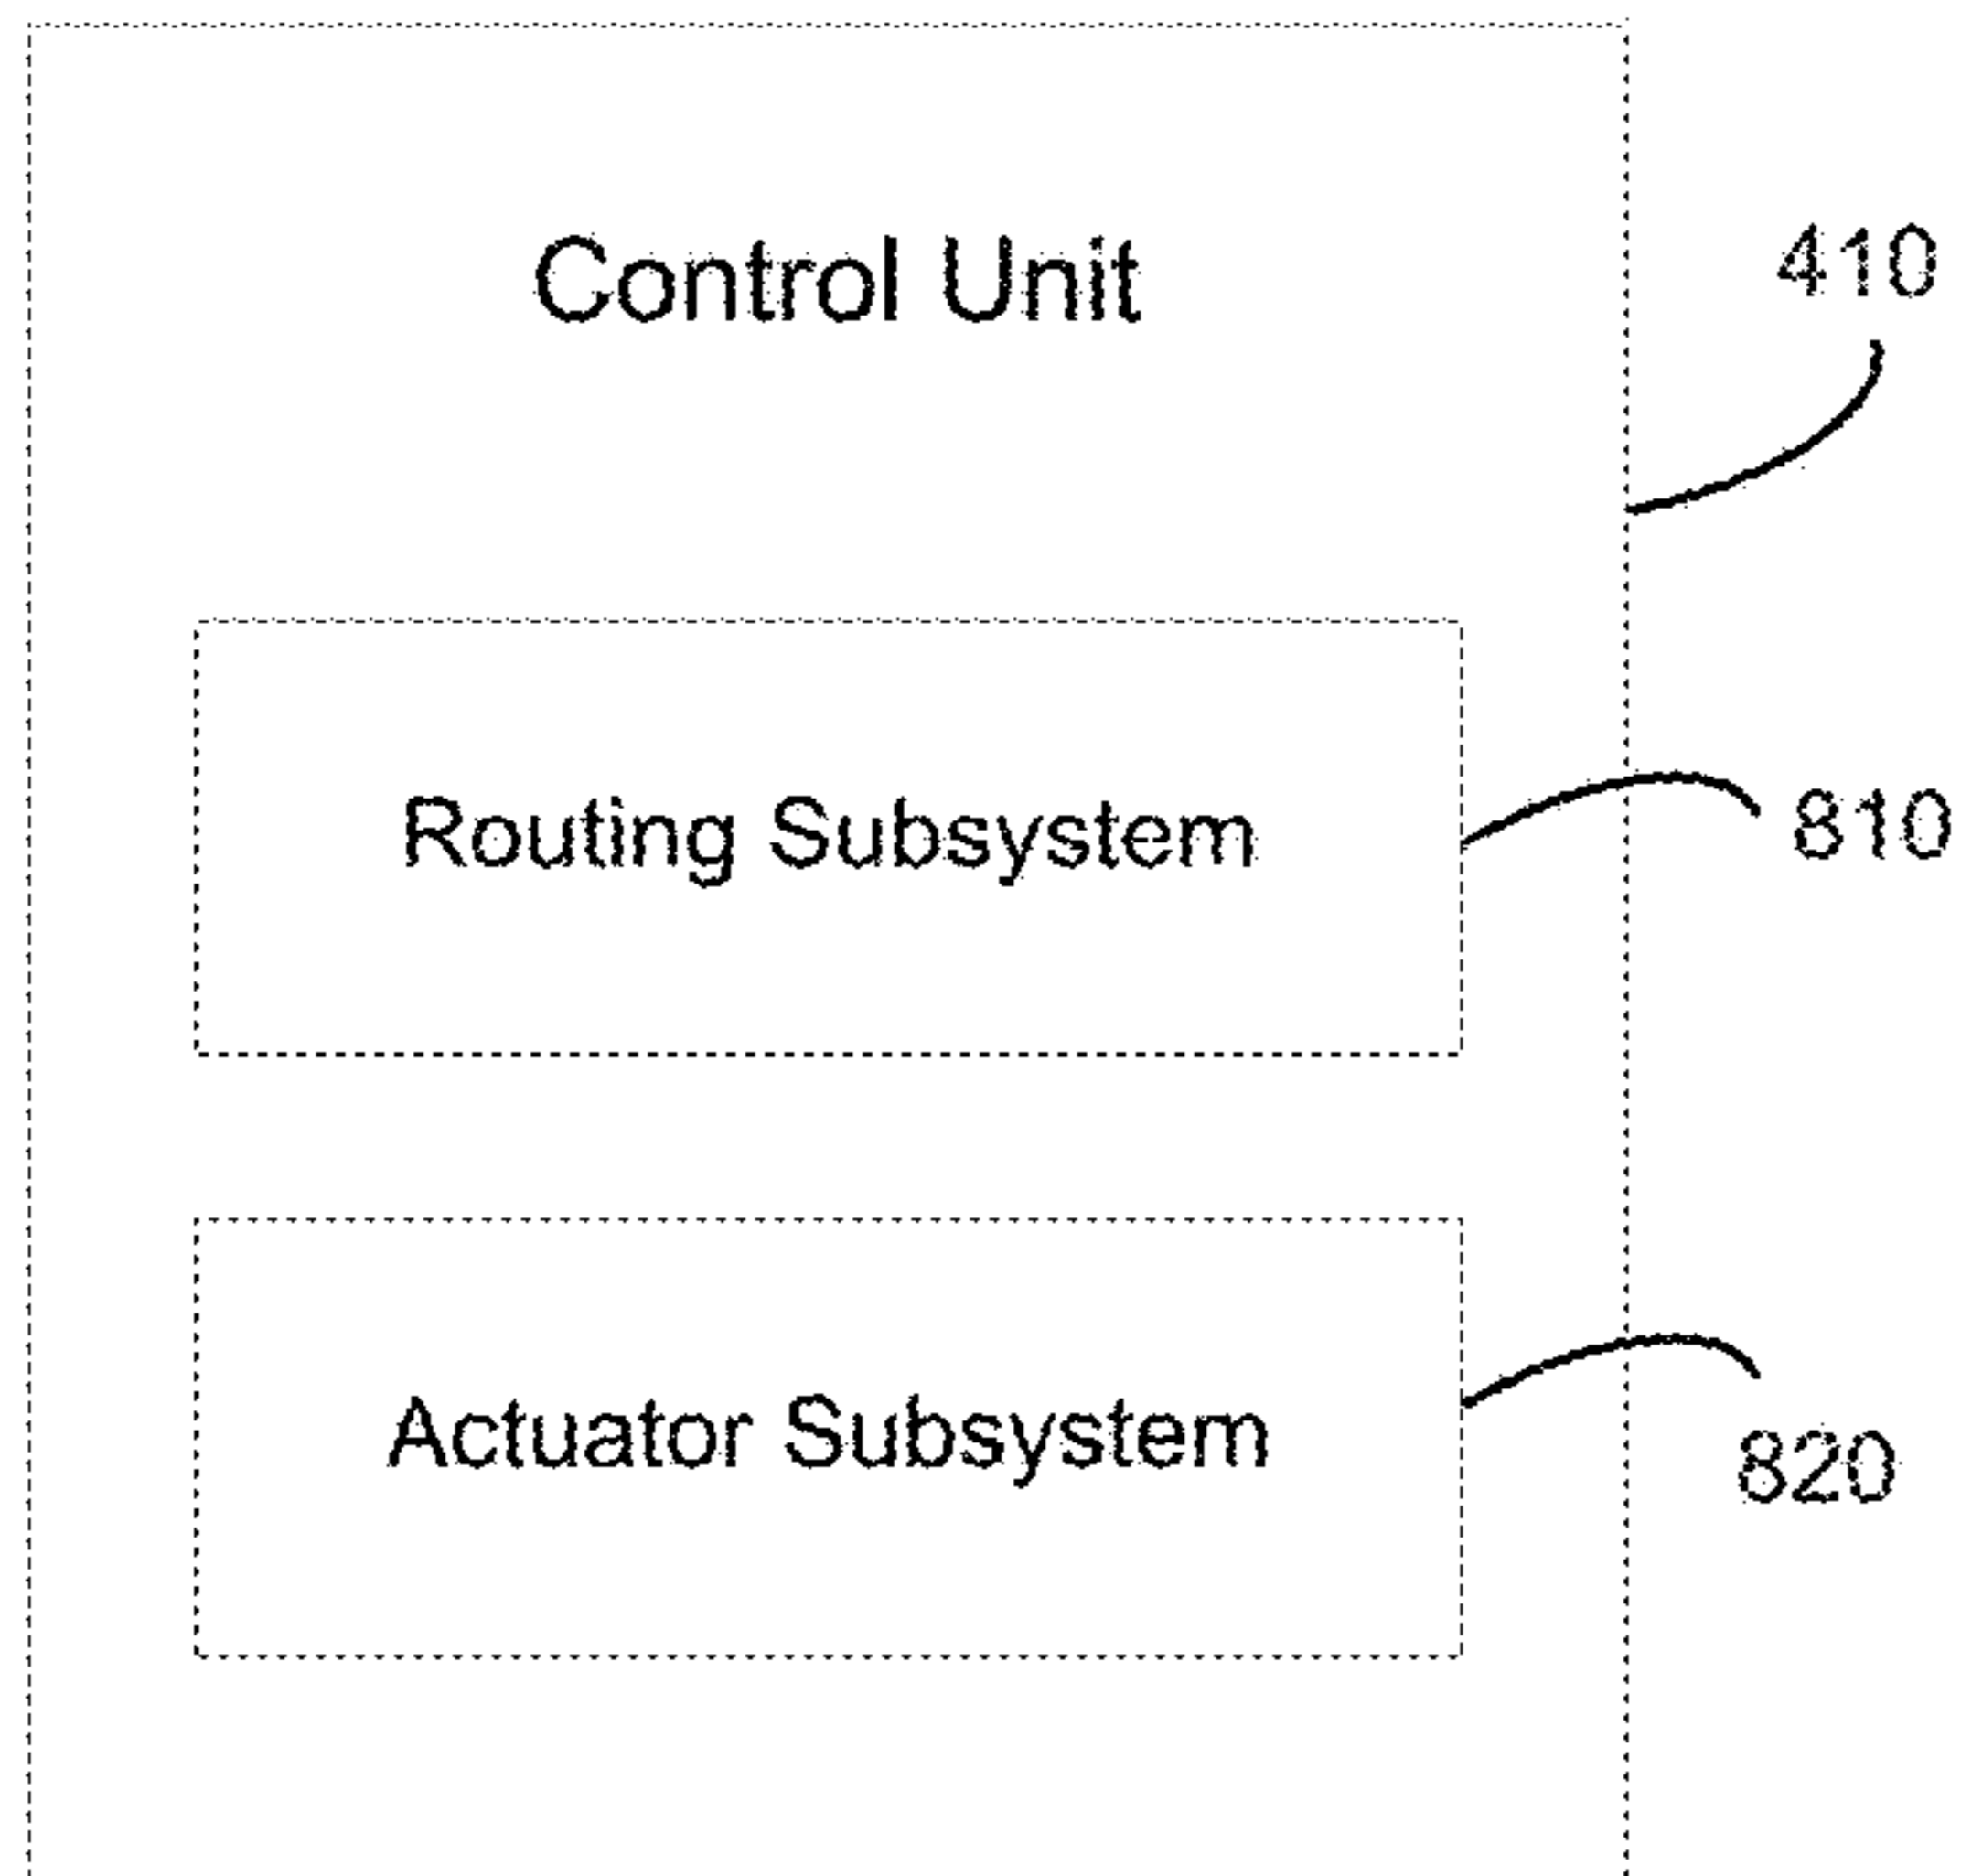 Control Unit
410
Routing Subsystem
810
Actuator Subsystem
820